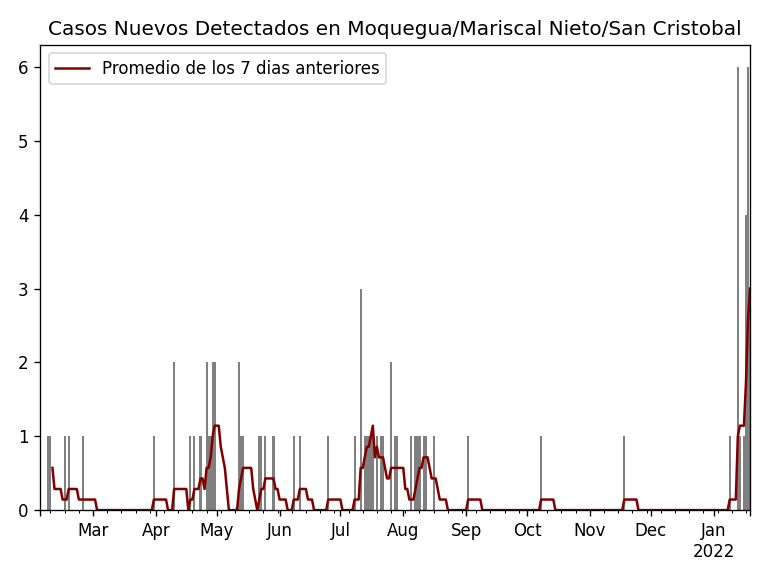 Casos Nuevos Detectados en Moquegua/Mariscal Nieto/San Cristobal
Promedio de los 7 dias anteriores
6
5
4
3
2
1
0
Mar Apr May Jun Jul Aug Sep Oct Nov Dec Jan
2022